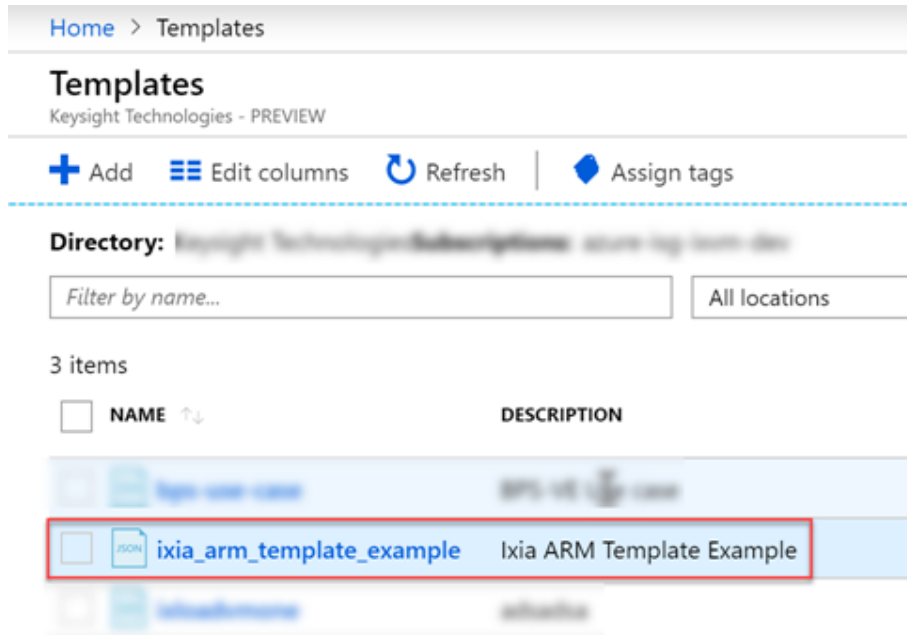 Home > Templates
Templates
Keysight Technologies - PREVIEW
Add Edit columns Refresh Assign tags
Directory:
Filter by name... All locations
3 items
NAME ↑↓ DESCRIPTION
JSON ixia_arm_template_example Ixia ARM Template Example